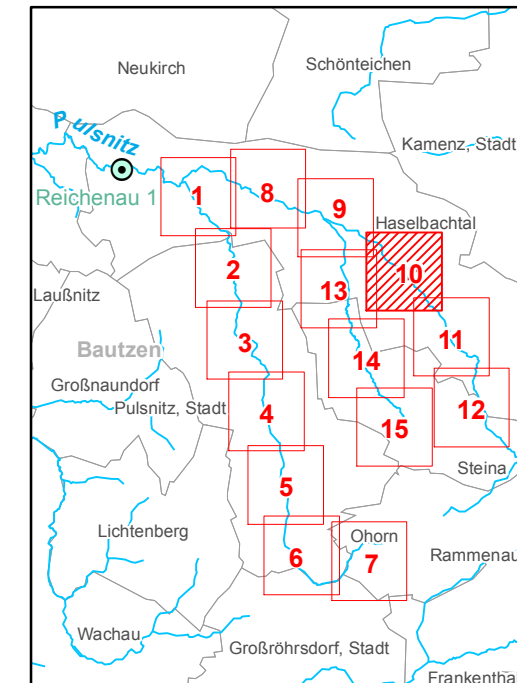 Neukirch
Schönteichen
Pulsnitz
Kamenz, Stadt
Reichenau 1
1
8
9
Haselbachtal
10
2
13
Laußnitz
11
3
Bautzen
14
Großnaundorf
Pulsnitz, Stadt
4
12
15
Steina
5
Lichtenberg
Ohorn
6
7
Rammenau
Wachau
Großröhrsdorf, Stadt
Frankentha